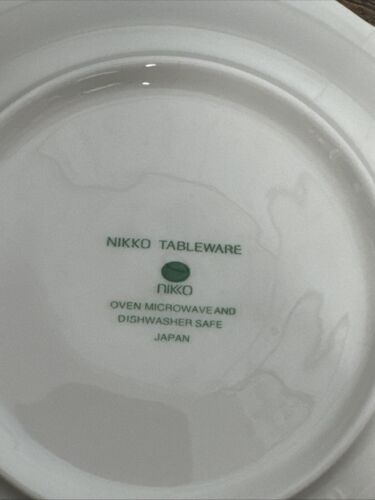 NIKKO TABLEWARE
NIKKO
OVEN MICROWAVE AND
DISHWASHER SAFE
JAPAN